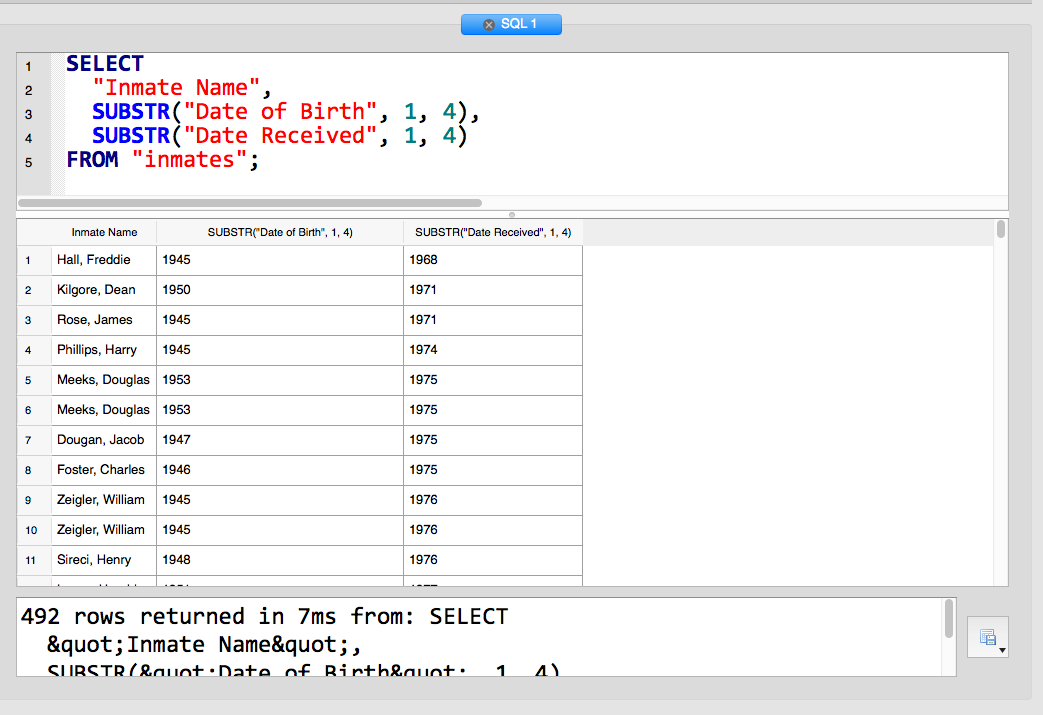 SQL 1
1 SELECT
2 "Inmate Name",
3 SUBSTR("Date of Birth", 1, 4),
4 SUBSTR("Date Received", 1, 4)
5 FROM "inmates";
Inmate Name SUBSTR("Date of Birth", 1, 4) SUBSTR("Date Received", 1, 4)
1 Hall, Freddie 1945 1968
2 Kilgore, Dean 1950 1971
3 Rose, James 1945 1971
4 Phillips, Harry 1945 1974
5 Meeks, Douglas 1953 1975
6 Meeks, Douglas 1953 1975
7 Dougan, Jacob 1947 1975
8 Foster, Charles 1946 1975
9 Zeigler, William 1945 1976
10 Zeigler, William 1945 1976
11 Sireci, Henry 1948 1976
492 rows returned in 7ms from: SELECT
&quot;Inmate Name&quot;,
SUBSTR(&quot;Date of Birth&quot;, 1, 4)